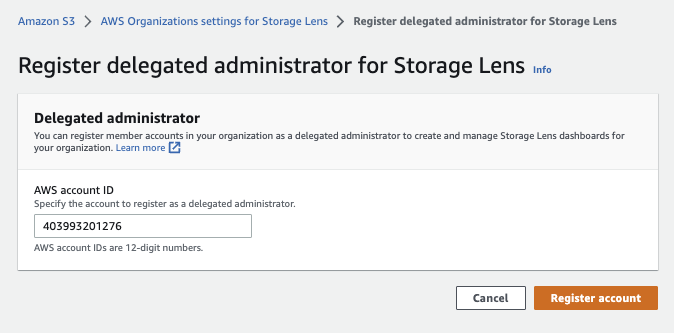 Amazon S3 > AWS Organizations settings for Storage Lens > Register delegated administrator for Storage Lens
Register delegated administrator for Storage Lens Info
Delegated administrator
You can register member accounts in your organization as a delegated administrator to create and manage Storage Lens dashboards for
your organization. Learn more
AWS account ID
Specify the account to register as a delegated administrator.
403993201276
AWS account IDs are 12-digit numbers.
Cancel Register account